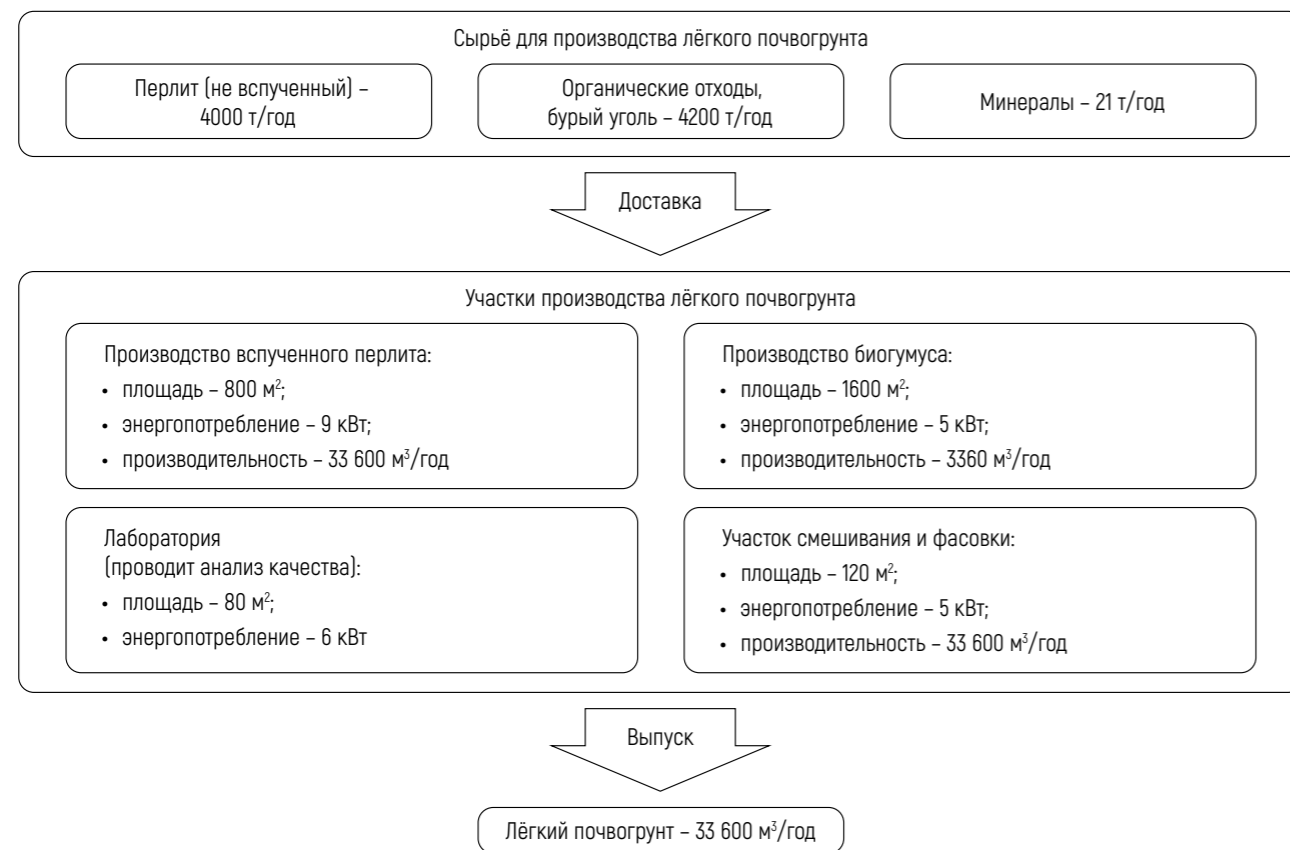 Сырьё для производства лёгкого почвогрунта
Перлит (не вспученный) –
4000 т/год
Органические отходы,
бурый уголь – 4200 т/год
Минералы – 21 т/год
Доставка
Участки производства лёгкого почвогрунта
Производство вспученного перлита:
• площадь – 800 м²;
• энергопотребление – 9 кВт;
• производительность – 33 600 м³/год
Производство биогумуса:
• площадь – 1600 м²;
• энергопотребление – 5 кВт;
• производительность – 3360 м³/год
Лаборатория
(проводит анализ качества):
• площадь – 80 м²;
• энергопотребление – 6 кВт
Участок смешивания и фасовки:
• площадь – 120 м²;
• энергопотребление – 5 кВт;
• производительность – 33 600 м³/год
Выпуск
Лёгкий почвогрунт – 33 600 м³/год